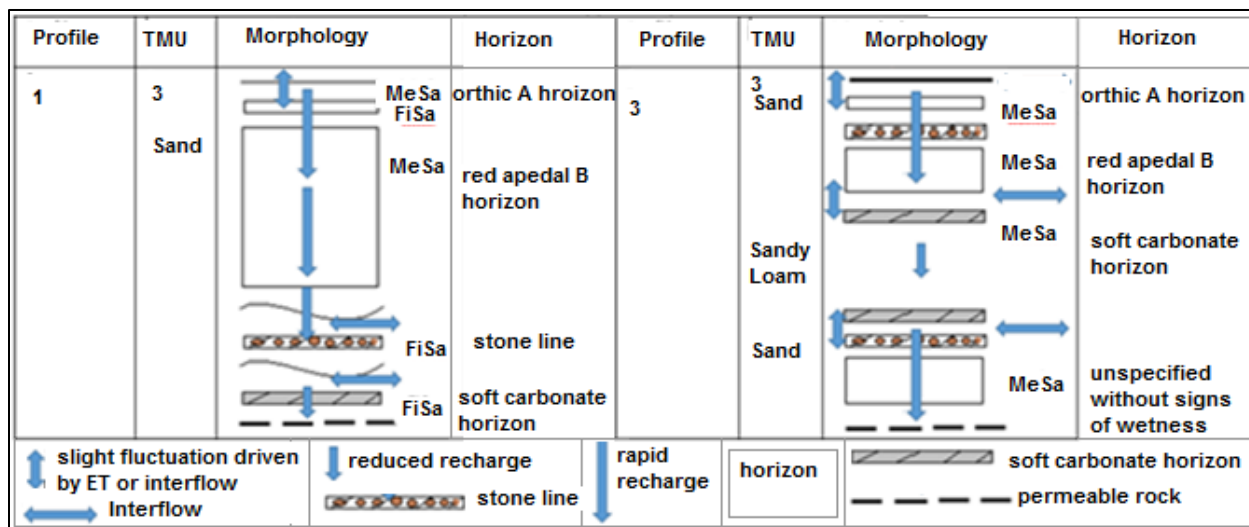 Profile TMU Morphology Horizon Profile TMU Morphology Horizon
1
3
Sand
MeSa
FiSa
MeSa
FiSa
FiSa
orthic A hroizon
red apedal B
horizon
stone line
soft carbonate
horizon
3
3
Sand
Sandy
Loam
Sand
MeSa
MeSa
MeSa
MeSa
orthic A horizon
red apedal B
horizon
soft carbonate
horizon
unspecified
without signs
of wetness
slight fluctuation driven
by ET or interflow
Interflow
reduced recharge
stone line
rapid
recharge
horizon
soft carbonate horizon
permeable rock